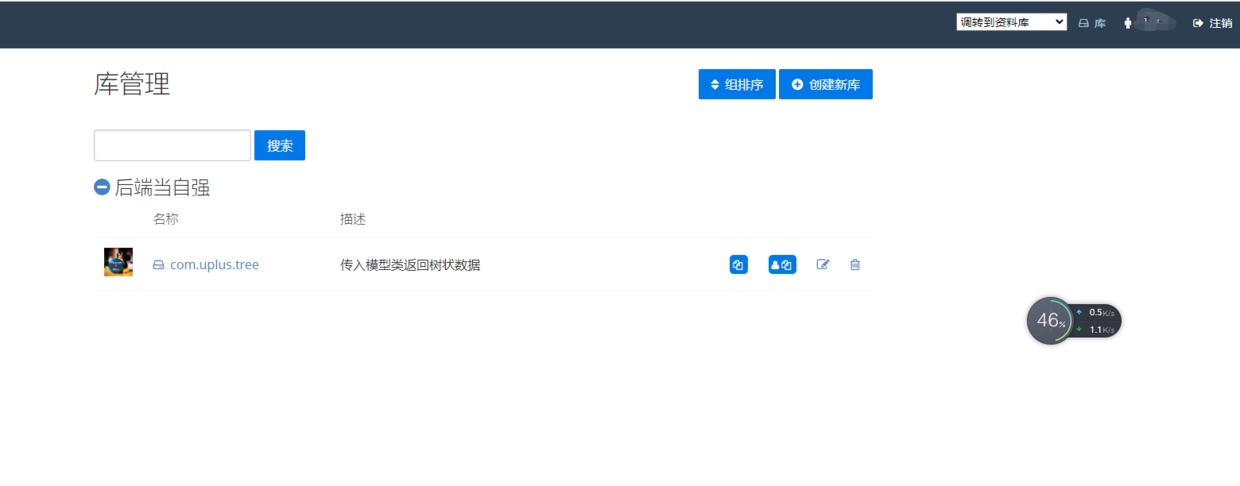 调转到资料库 库 注销
库管理 组排序 创建新库
搜索
后端当自强
名称 描述
com.uplus.tree 传入模型类返回树状数据
46% 0.5K/s
1.1K/s